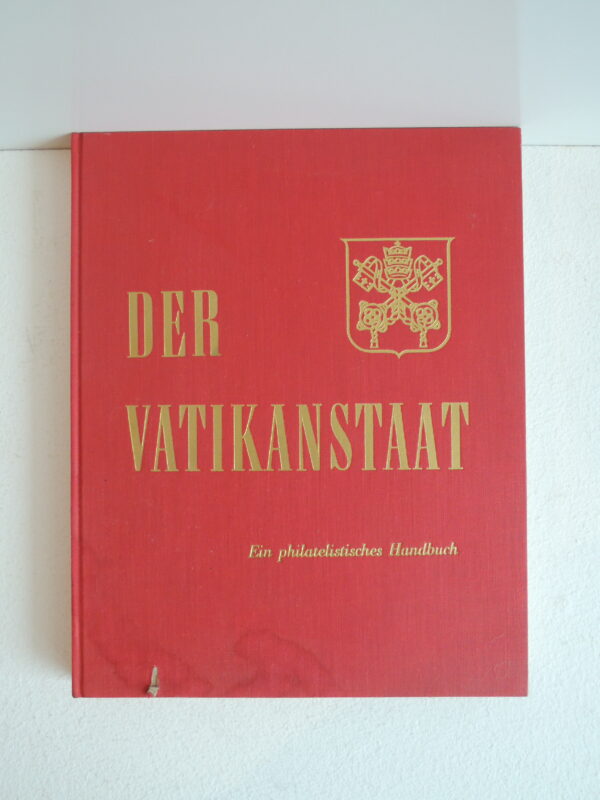 DER
VATIKANSTAAT
Ein philatelistisches Handbuch